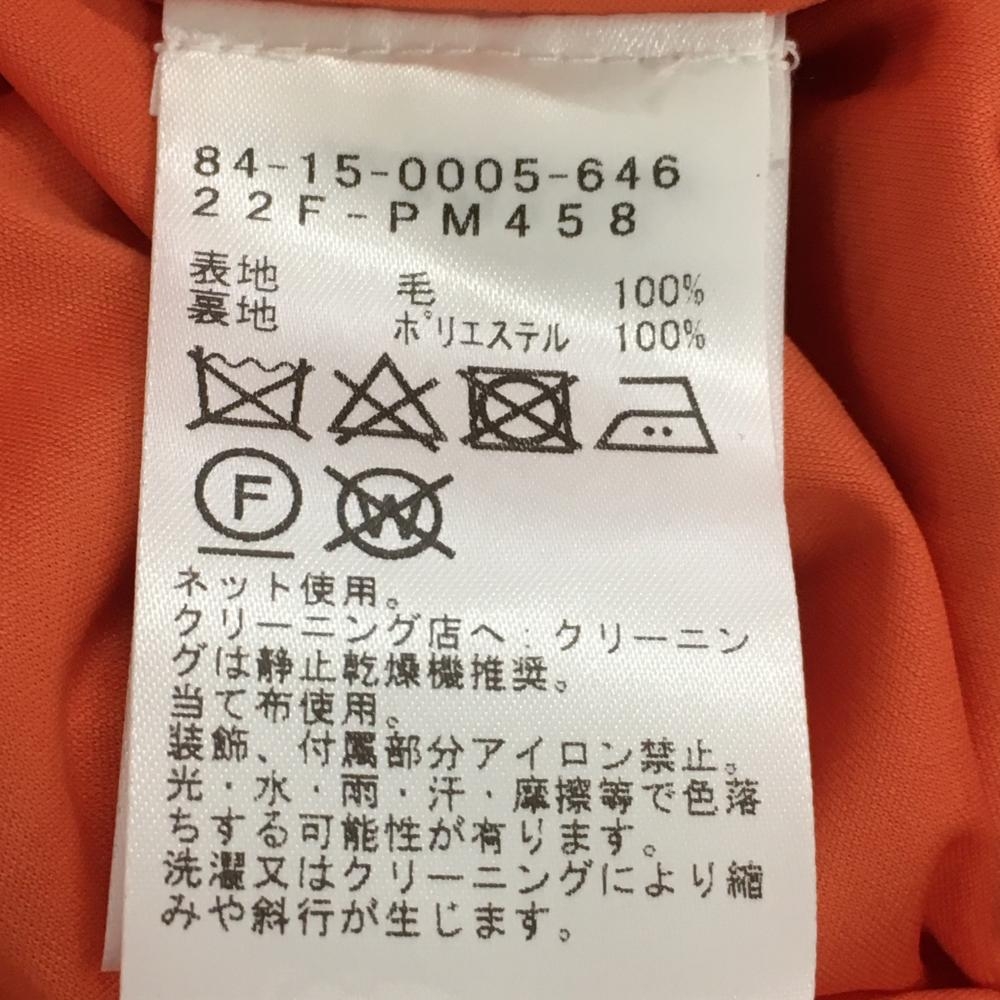 84-15-0005-646
22F-PM458
表地 毛 100%
裏地 ポリエステル 100%
F W
ネット使用。
クリーニング店へ：クリーニン
グは静止乾燥機推奨。
当て布使用。
装飾、付属部分アイロン禁止。
光・水・雨・汗・摩擦等で色落
ちする可能性が有ります。
洗濯又はクリーニングにより縮
みや斜行が生じます。